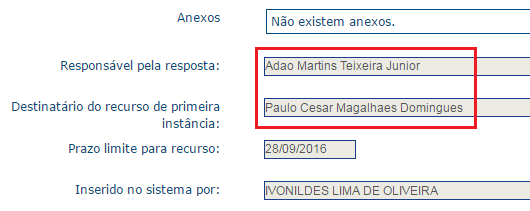 Anexos
Não existem anexos.
Responsável pela resposta:
Adao Martins Teixeira Junior
Destinatário do recurso de primeira
instância:
Paulo Cesar Magalhaes Domingues
Prazo limite para recurso:
28/09/2016
Inserido no sistema por:
IVONILDES LIMA DE OLIVEIRA